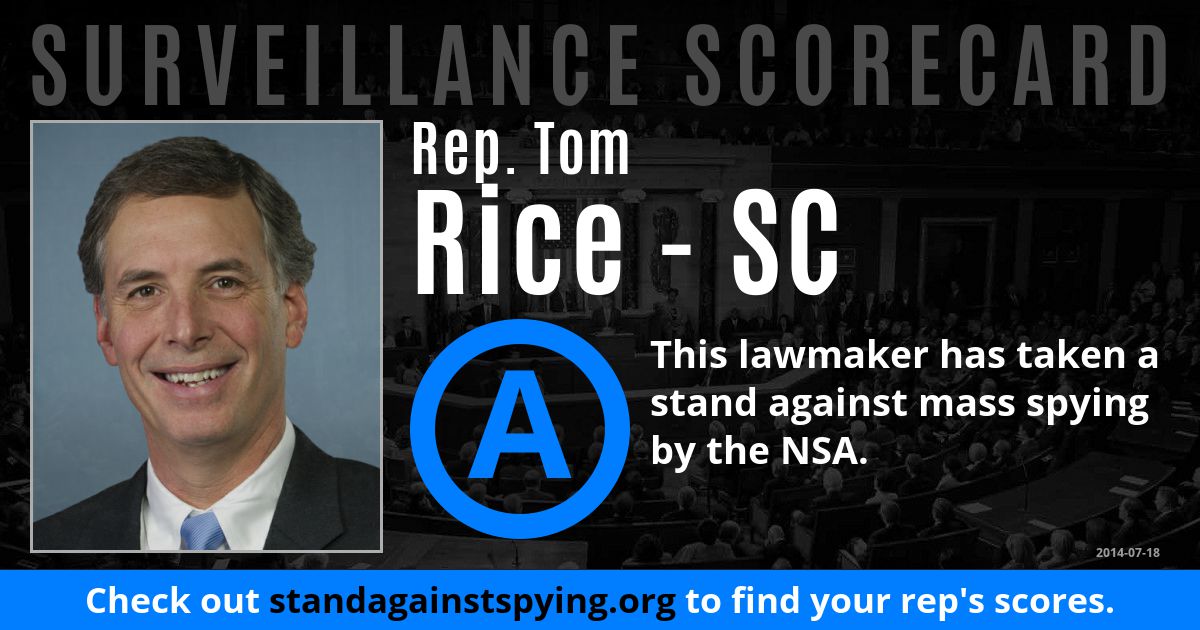 SURVEILLANCE SCORECARD
Rep. Tom
Rice - SC
A
This lawmaker has taken a
stand against mass spying
by the NSA.
2014-07-18
Check out standagainstspying.org to find your rep's scores.